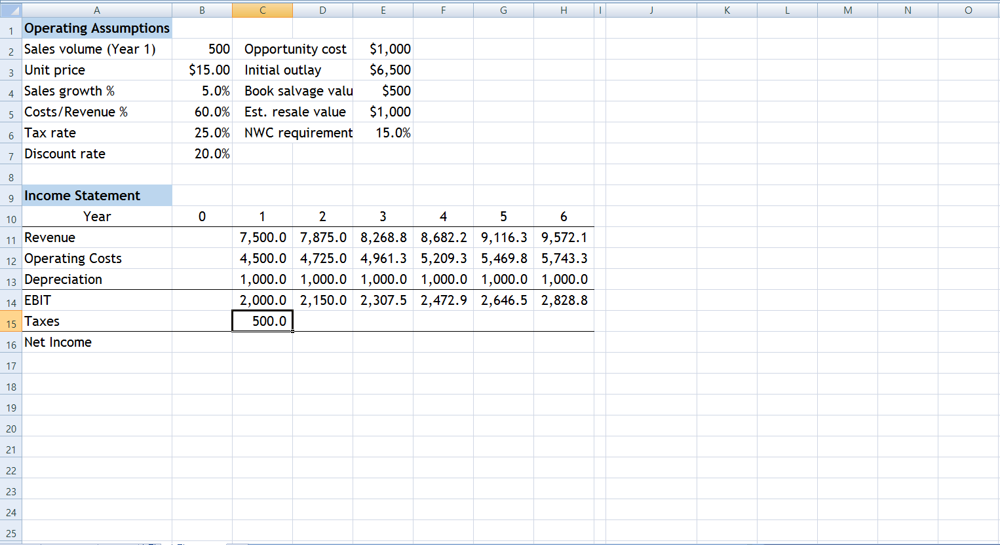 A B C D E F G H I J K L M N O
1 Operating Assumptions
2 Sales volume (Year 1) 500 Opportunity cost $1,000
3 Unit price $15.00 Initial outlay $6,500
4 Sales growth % 5.0% Book salvage valu $500
5 Costs/Revenue % 60.0% Est. resale value $1,000
6 Tax rate 25.0% NWC requirement 15.0%
7 Discount rate 20.0%
8
9 Income Statement
10 Year 0 1 2 3 4 5 6
11 Revenue 7,500.0 7,875.0 8,268.8 8,682.2 9,116.3 9,572.1
12 Operating Costs 4,500.0 4,725.0 4,961.3 5,209.3 5,469.8 5,743.3
13 Depreciation 1,000.0 1,000.0 1,000.0 1,000.0 1,000.0 1,000.0
14 EBIT 2,000.0 2,150.0 2,307.5 2,472.9 2,646.5 2,828.8
15 Taxes 500.0
16 Net Income
17
18
19
20
21
22
23
24
25